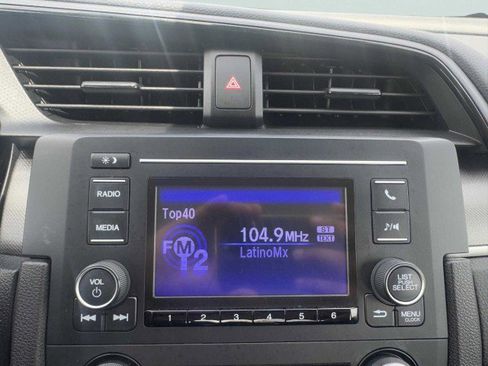 RADIO
MEDIA
VOL
Top40
FM
12
104.9MHz
ST
TEXT
LatinoMx
LIST
PUSH
SELECT
MENU
CLOCK
1 2 3 4 5 6